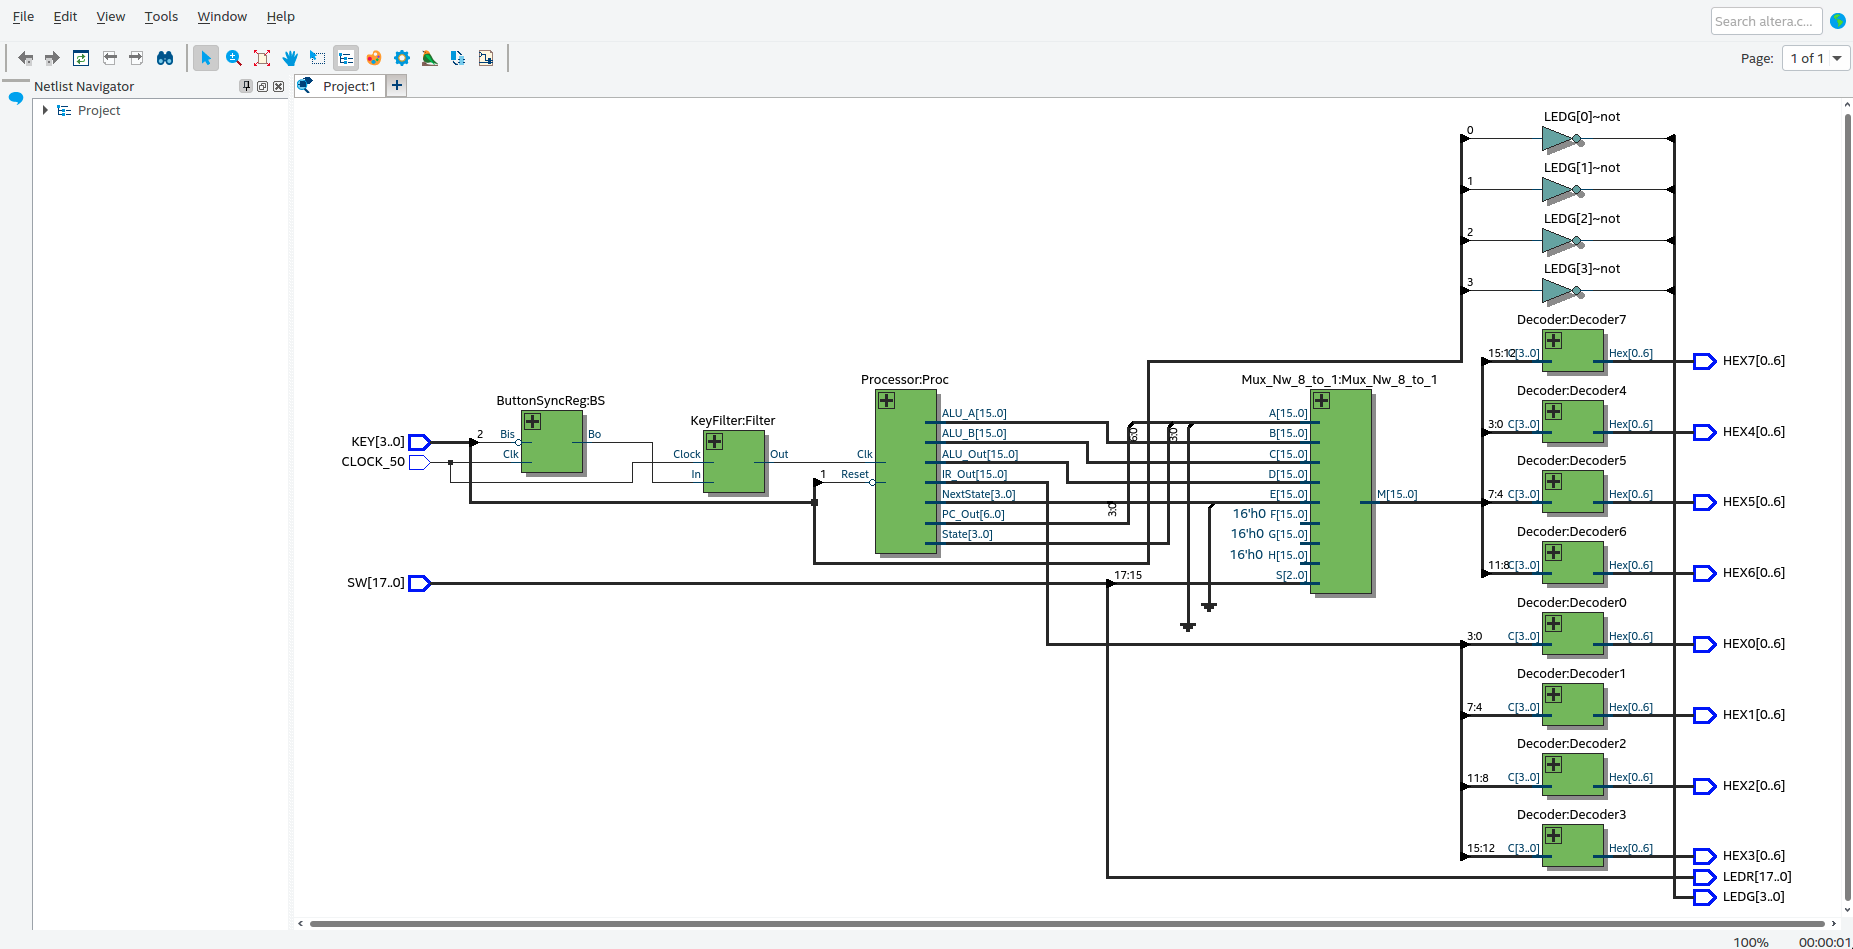 File Edit View Tools Window Help
Search altera.c...
Page: 1 of 1
Netlist Navigator
Project
Project:1
LEDG[0]~not
0
LEDG[1]~not
1
LEDG[2]~not
2
LEDG[3]~not
3
Decoder:Decoder7
15:12 C[3..0] Hex[0..6] HEX7[0..6]
Decoder:Decoder4
3:0 C[3..0] Hex[0..6] HEX4[0..6]
Decoder:Decoder5
7:4 C[3..0] Hex[0..6] HEX5[0..6]
Decoder:Decoder6
11:8 C[3..0] Hex[0..6] HEX6[0..6]
Decoder:Decoder0
3:0 C[3..0] Hex[0..6] HEX0[0..6]
Decoder:Decoder1
7:4 C[3..0] Hex[0..6] HEX1[0..6]
Decoder:Decoder2
11:8 C[3..0] Hex[0..6] HEX2[0..6]
Decoder:Decoder3
15:12 C[3..0] Hex[0..6] HEX3[0..6]
LEDR[17..0]
LEDG[3..0]
KEY[3..0]
CLOCK_50
SW[17..0]
ButtonSyncReg:BS
2 Bis Bo
Clk
KeyFilter:Filter
Clock Out
In
Processor:Proc
Clk
1 Reset
ALU_A[15..0]
ALU_B[15..0]
ALU_Out[15..0]
IR_Out[15..0]
NextState[3..0]
PC_Out[6..0]
State[3..0]
6:0
3:0
3:0
17:15
Mux_Nw_8_to_1:Mux_Nw_8_to_1
A[15..0]
B[15..0]
C[15..0]
D[15..0]
E[15..0]
16'h0 F[15..0]
16'h0 G[15..0]
16'h0 H[15..0]
S[2..0]
M[15..0]
100% 00:00:01